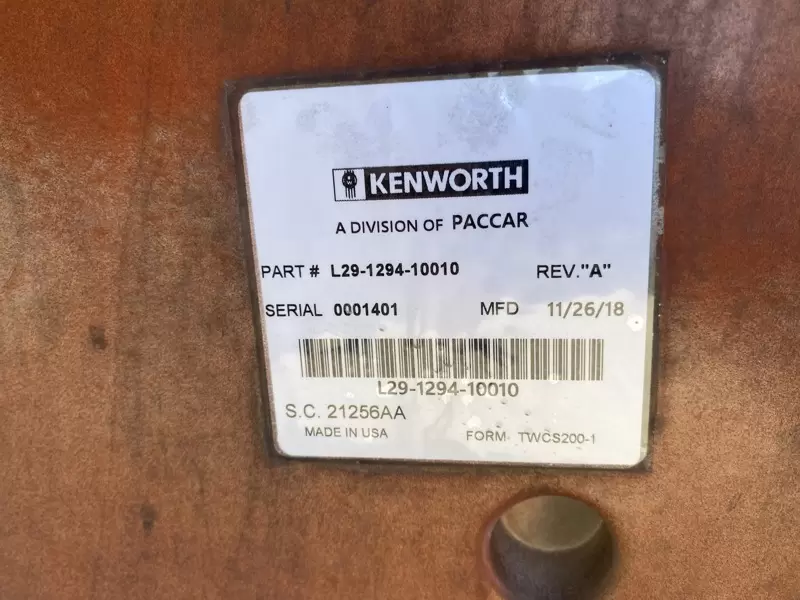 KENWORTH
A DIVISION OF PACCAR
PART # L29-1294-10010 REV."A"
SERIAL 0001401 MFD 11/26/18
L29-1294-10010
S.C. 21256AA
MADE IN USA FORM TWCS200-1